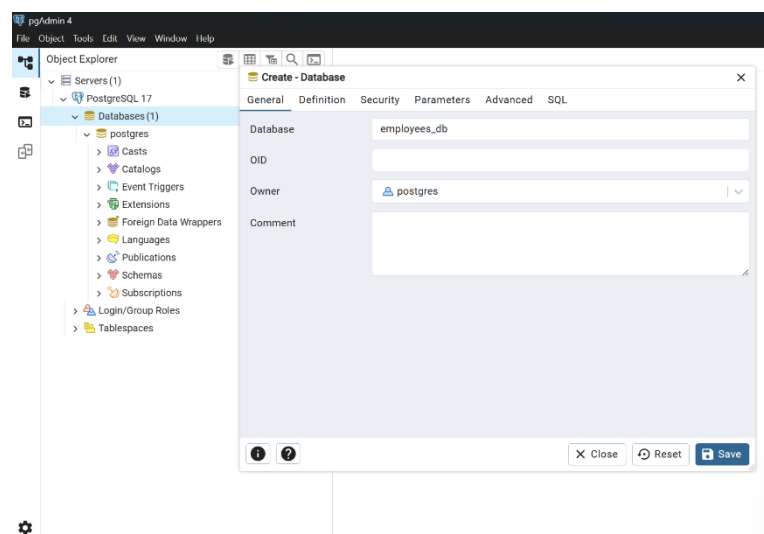 pgAdmin 4
File Object Tools Edit View Window Help
Object Explorer
Servers (1)
PostgreSQL 17
Databases (1)
postgres
Casts
Catalogs
Event Triggers
Extensions
Foreign Data Wrappers
Languages
Publications
Schemas
Subscriptions
Login/Group Roles
Tablespaces
Create - Database
General Definition Security Parameters Advanced SQL
Database employees_db
OID
Owner postgres
Comment
Close Reset Save